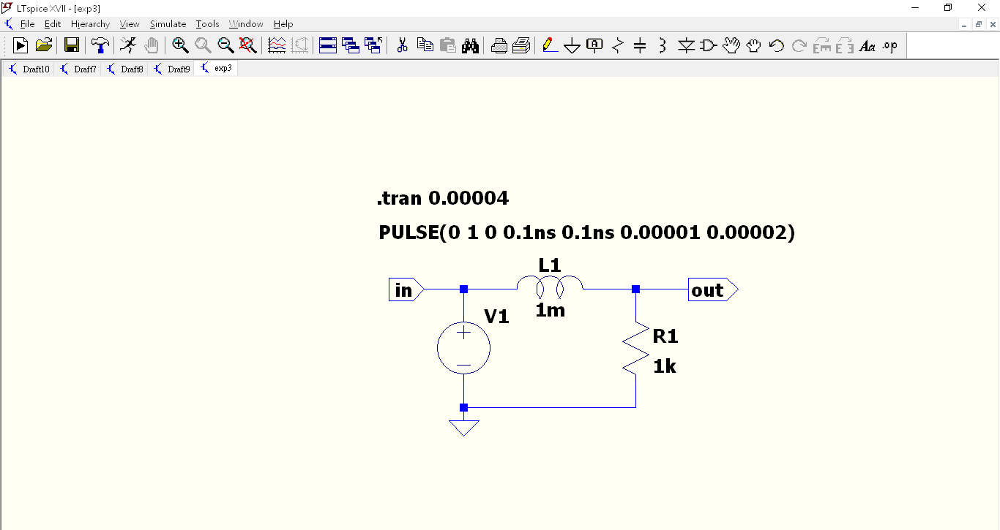 LTspice XVII - [exp3]
File Edit Hierarchy View Simulate Tools Window Help
A Aa .op
Draft10 Draft7 Draft8 Draft9 exp3
.tran 0.00004
PULSE(0 1 0 0.1ns 0.1ns 0.00001 0.00002)
L1
in
out
1m
V1
R1
1k